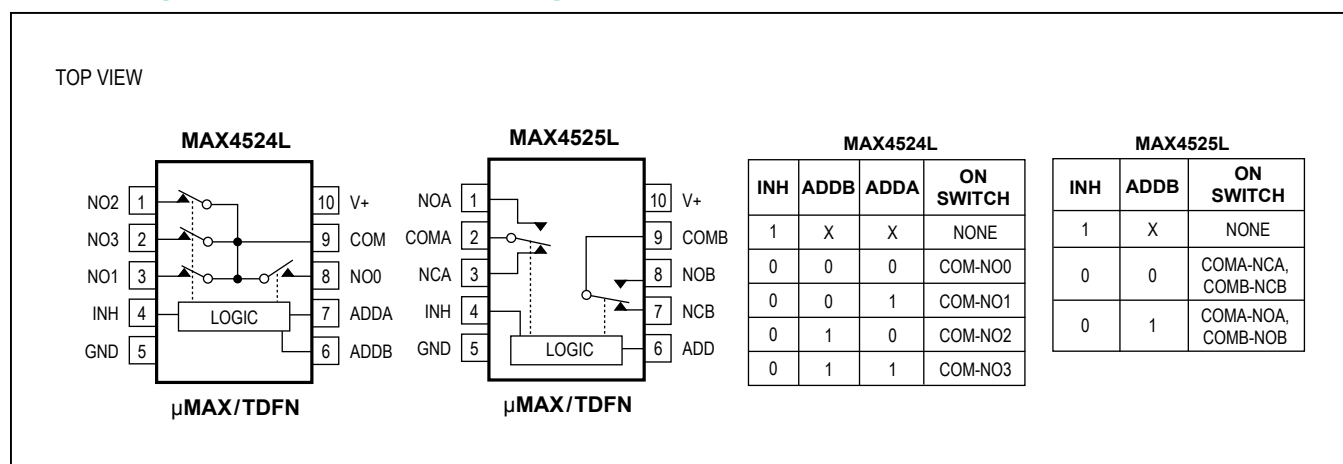 TOP VIEW
MAX4524L
NO2 1 10 V+
NO3 2 9 COM
NO1 3 8 NO0
INH 4 LOGIC 7 ADDA
GND 5 6 ADDB
µMAX/TDFN
MAX4525L
NOA 1 10 V+
COMA 2 9 COMB
NCA 3 8 NOB
INH 4 7 NCB
GND 5 LOGIC 6 ADD
µMAX/TDFN
MAX4524L
INH ADDB ADDA ON SWITCH
1 X X NONE
0 0 0 COM-NO0
0 0 1 COM-NO1
0 1 0 COM-NO2
0 1 1 COM-NO3
MAX4525L
INH ADDB ON SWITCH
1 X NONE
0 0 COMA-NCA, COMB-NCB
0 1 COMA-NOA, COMB-NOB